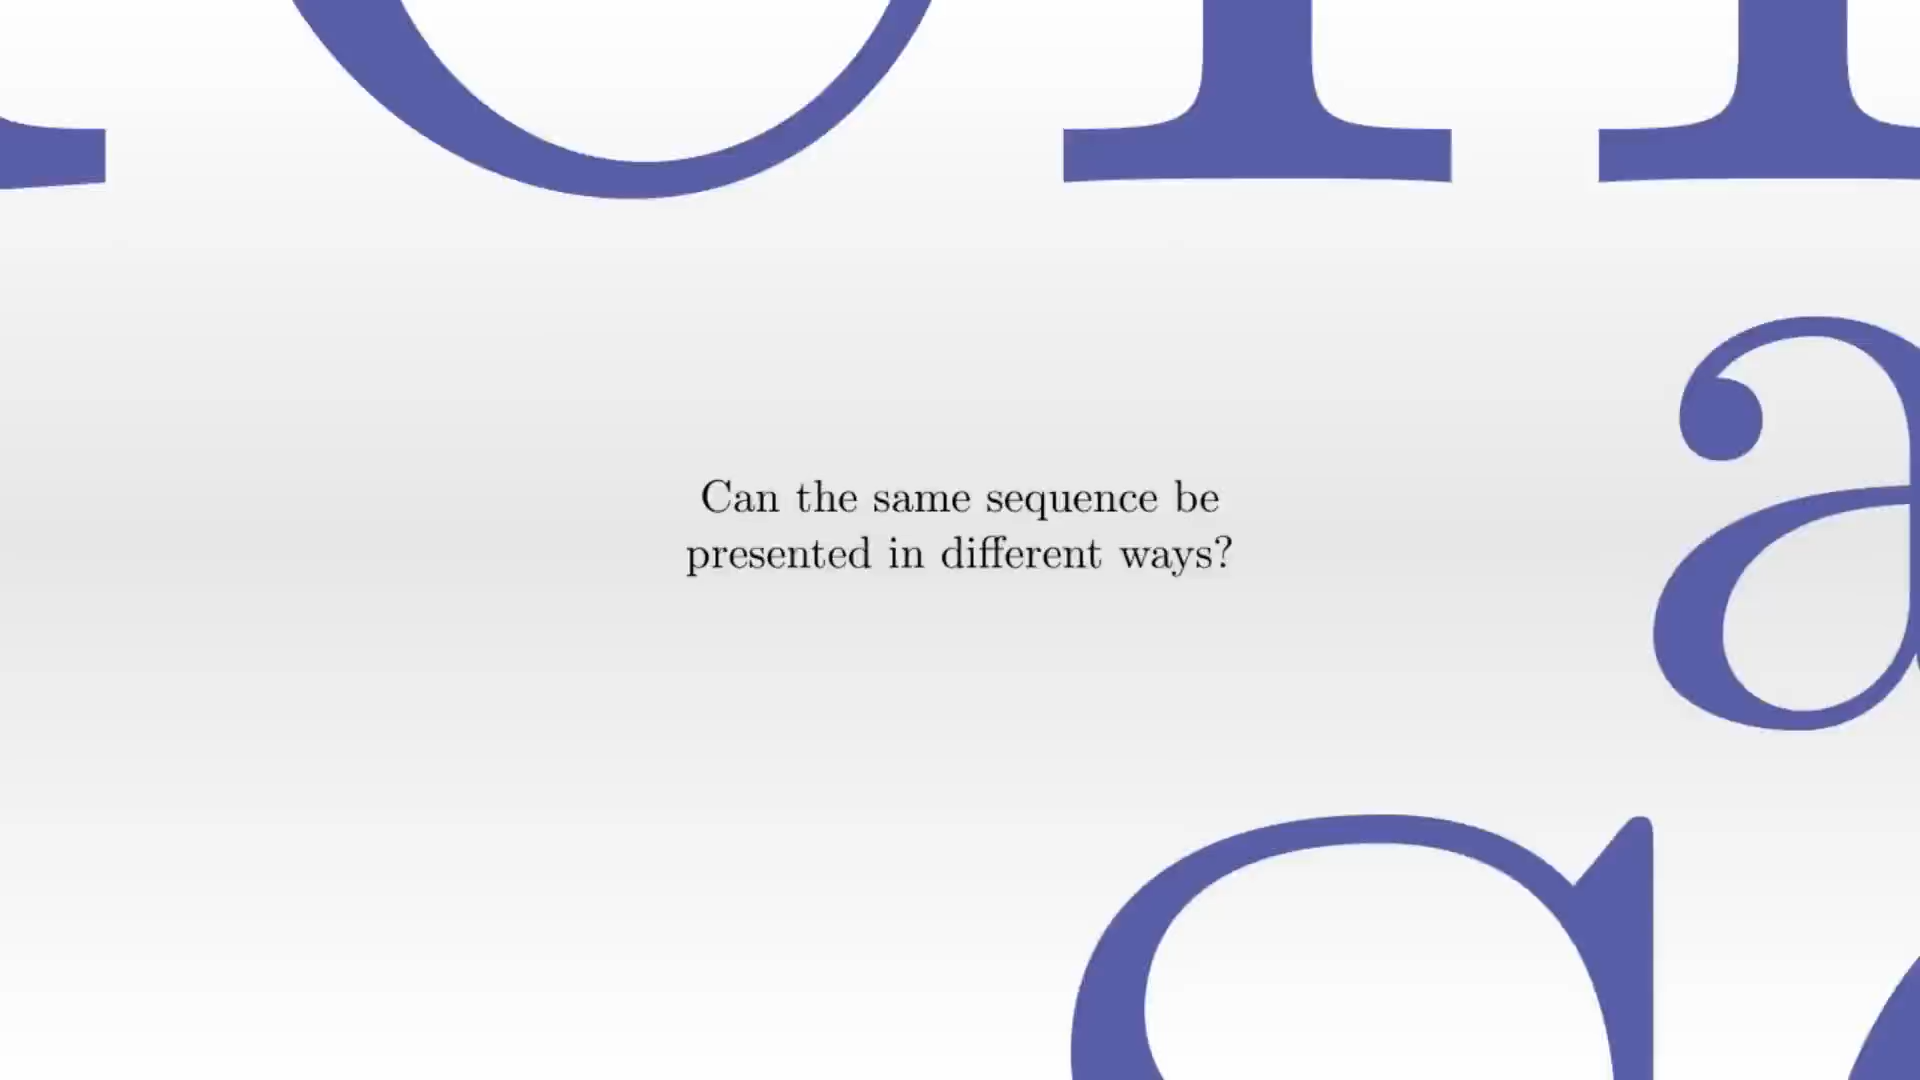 Can the same sequence be
presented in different ways?